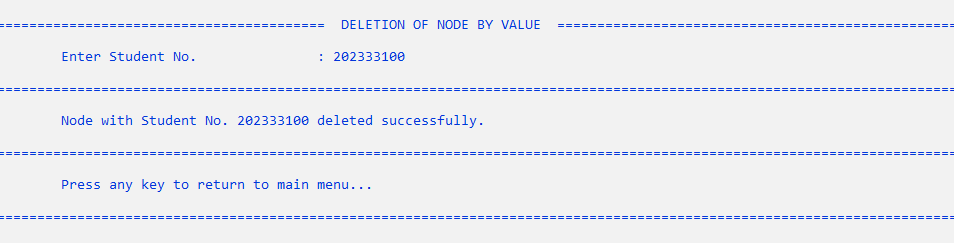 ========================================= DELETION OF NODE BY VALUE ==================================================
Enter Student No. : 202333100
=======================================================================================================================
Node with Student No. 202333100 deleted successfully.
=======================================================================================================================
Press any key to return to main menu...
=======================================================================================================================